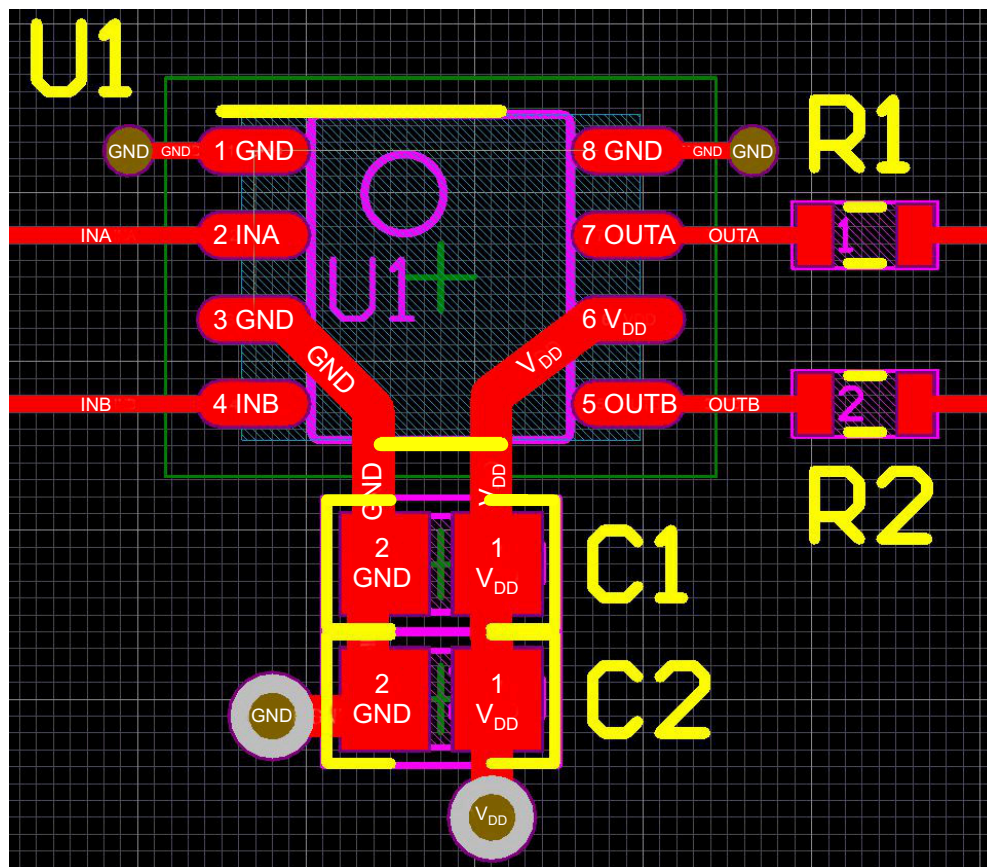 U1
R1
GND GND 1 GND 8 GND GND GND
INA 2 INA 7 OUTA OUTA 1
U1
3 GND 6 VDD
GND VDD
INB 4 INB 5 OUTB OUTB 2
GND VDD
R2
2 1
GND VDD
C1
2 1
GND VDD
C2
GND
VDD